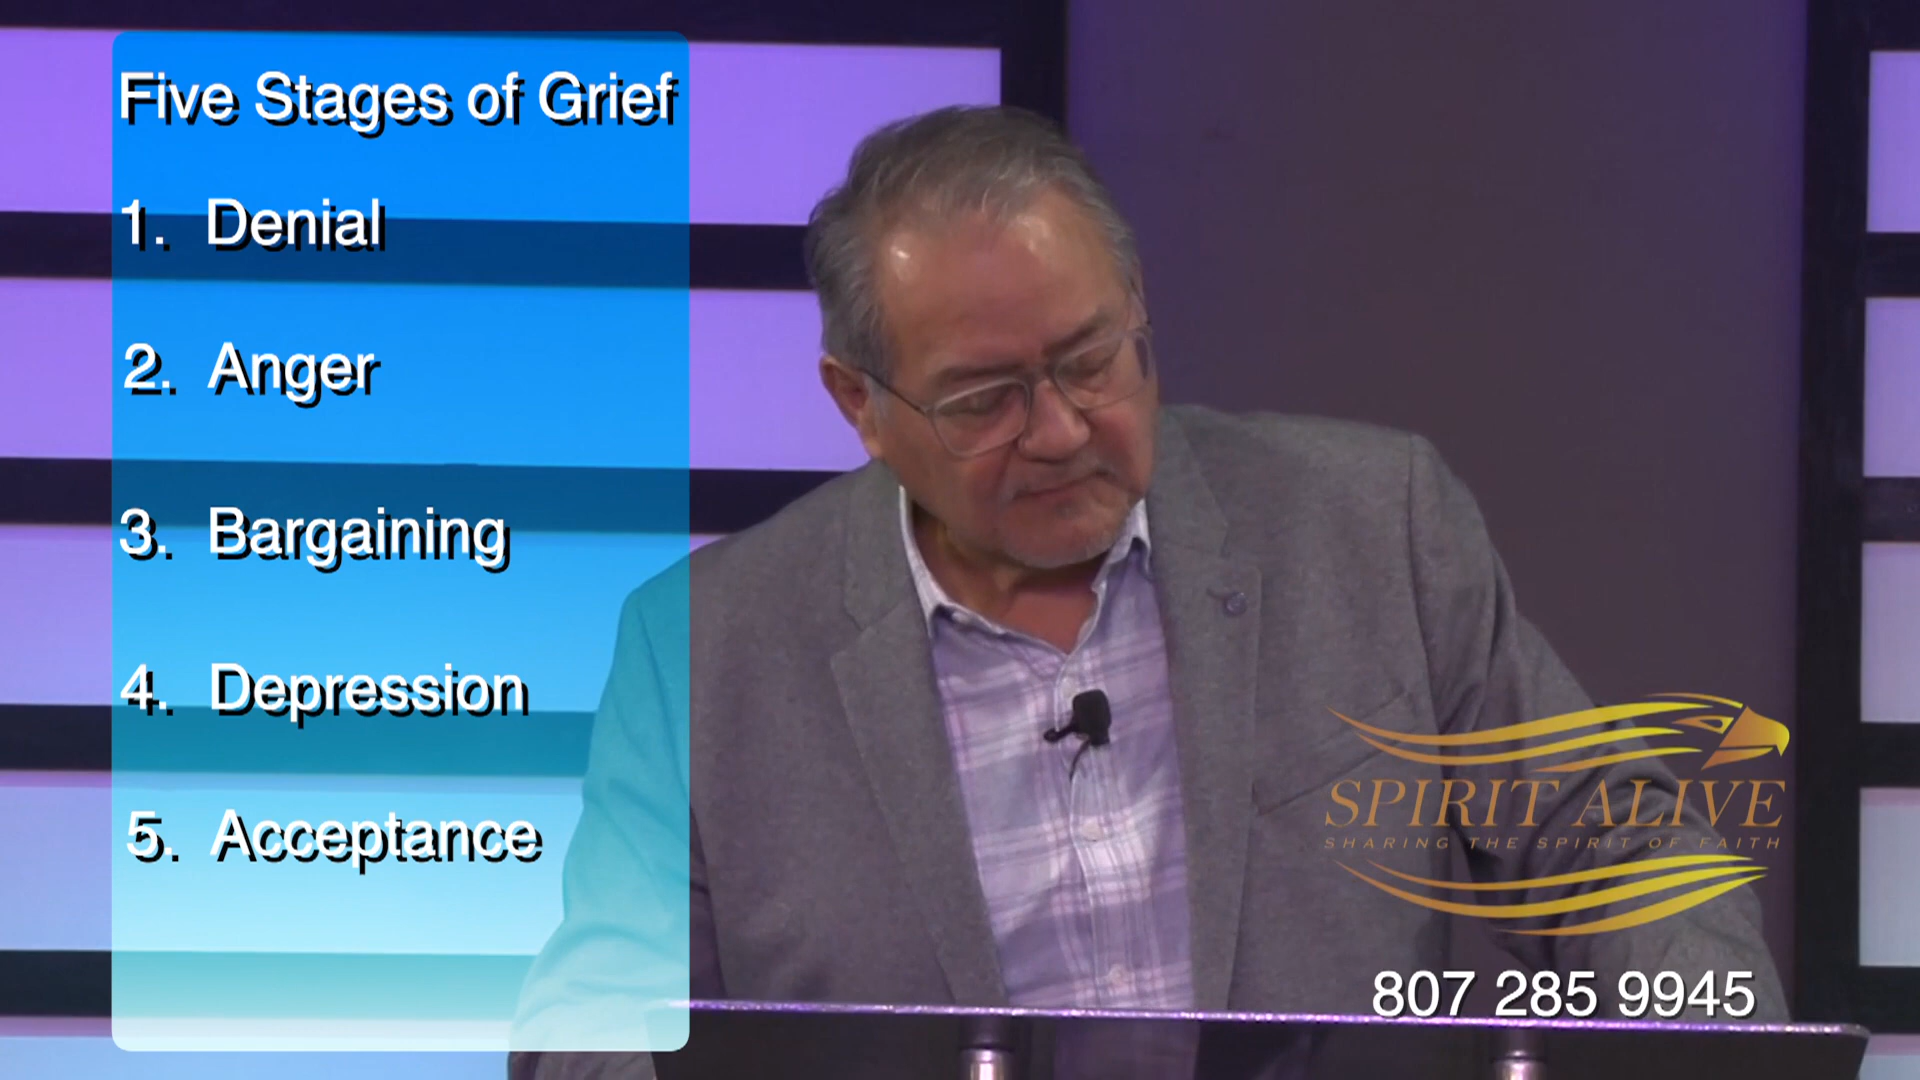 Five Stages of Grief
1. Denial
2. Anger
3. Bargaining
4. Depression
5. Acceptance
SPIRIT ALIVE
SHARING THE SPIRIT OF FAITH
807 285 9945